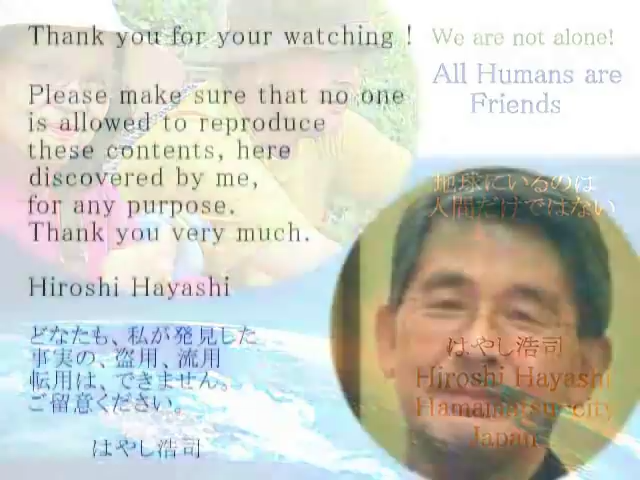 Thank you for your watching !
Please make sure that no one
is allowed to reproduce
these contents, here
discovered by me,
for any purpose.
Thank you very much.
Hiroshi Hayashi
どなたも、私が発見した
事実の、盗用、流用
転用は、できません。
ご留意ください。
はやし浩司
We are not alone!
All Humans are
Friends
地球にいるのは
人間だけではない
はやし浩司
Hiroshi Hayashi
Hamamatsu-city
Japan